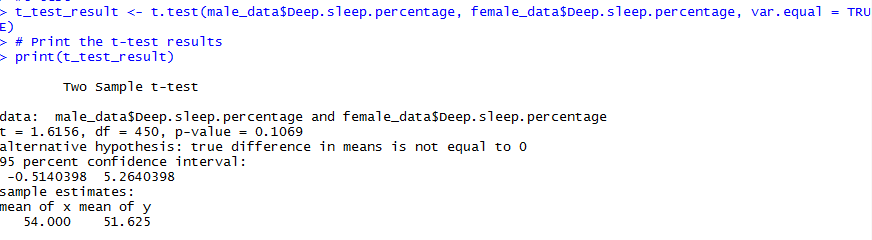 > t_test_result <- t.test(male_data$Deep.sleep.percentage, female_data$Deep.sleep.percentage, var.equal = TRU
E)
> # Print the t-test results
> print(t_test_result)
Two Sample t-test
data: male_data$Deep.sleep.percentage and female_data$Deep.sleep.percentage
t = 1.6156, df = 450, p-value = 0.1069
alternative hypothesis: true difference in means is not equal to 0
95 percent confidence interval:
-0.5140398 5.2640398
sample estimates:
mean of x mean of y
54.000 51.625